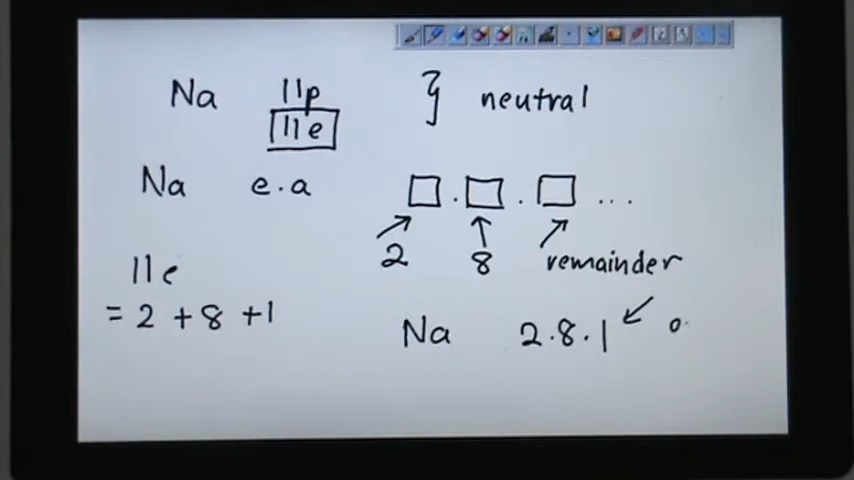 Na 11p } neutral
11e
Na e.a □.□.□...
2 8 remainder
11e
= 2 + 8 + 1
Na 2.8.1